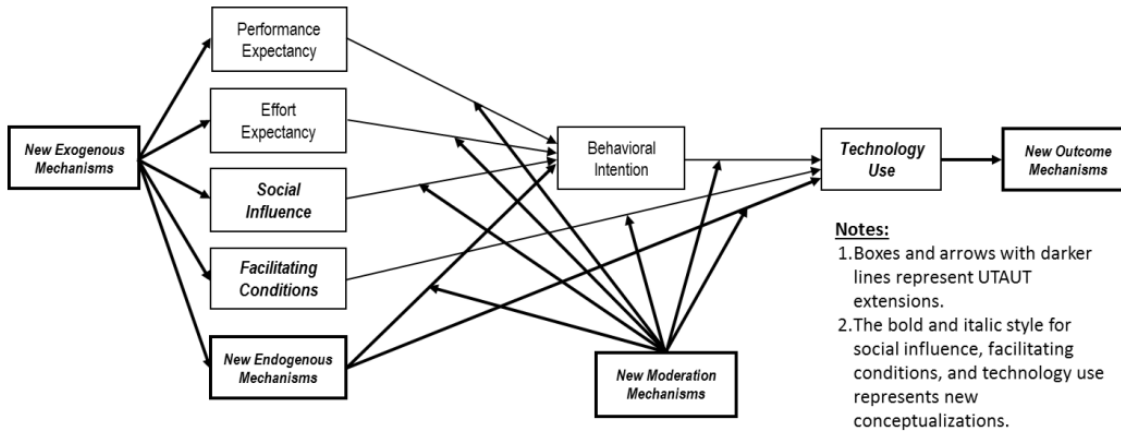 Performance
Expectancy
Effort
Expectancy
New Exogenous
Mechanisms
Social
Influence
Facilitating
Conditions
New Endogenous
Mechanisms
Behavioral
Intention
New Moderation
Mechanisms
Technology
Use
New Outcome
Mechanisms
Notes:
1.Boxes and arrows with darker
lines represent UTAUT
extensions.
2.The bold and italic style for
social influence, facilitating
conditions, and technology use
represents new
conceptualizations.